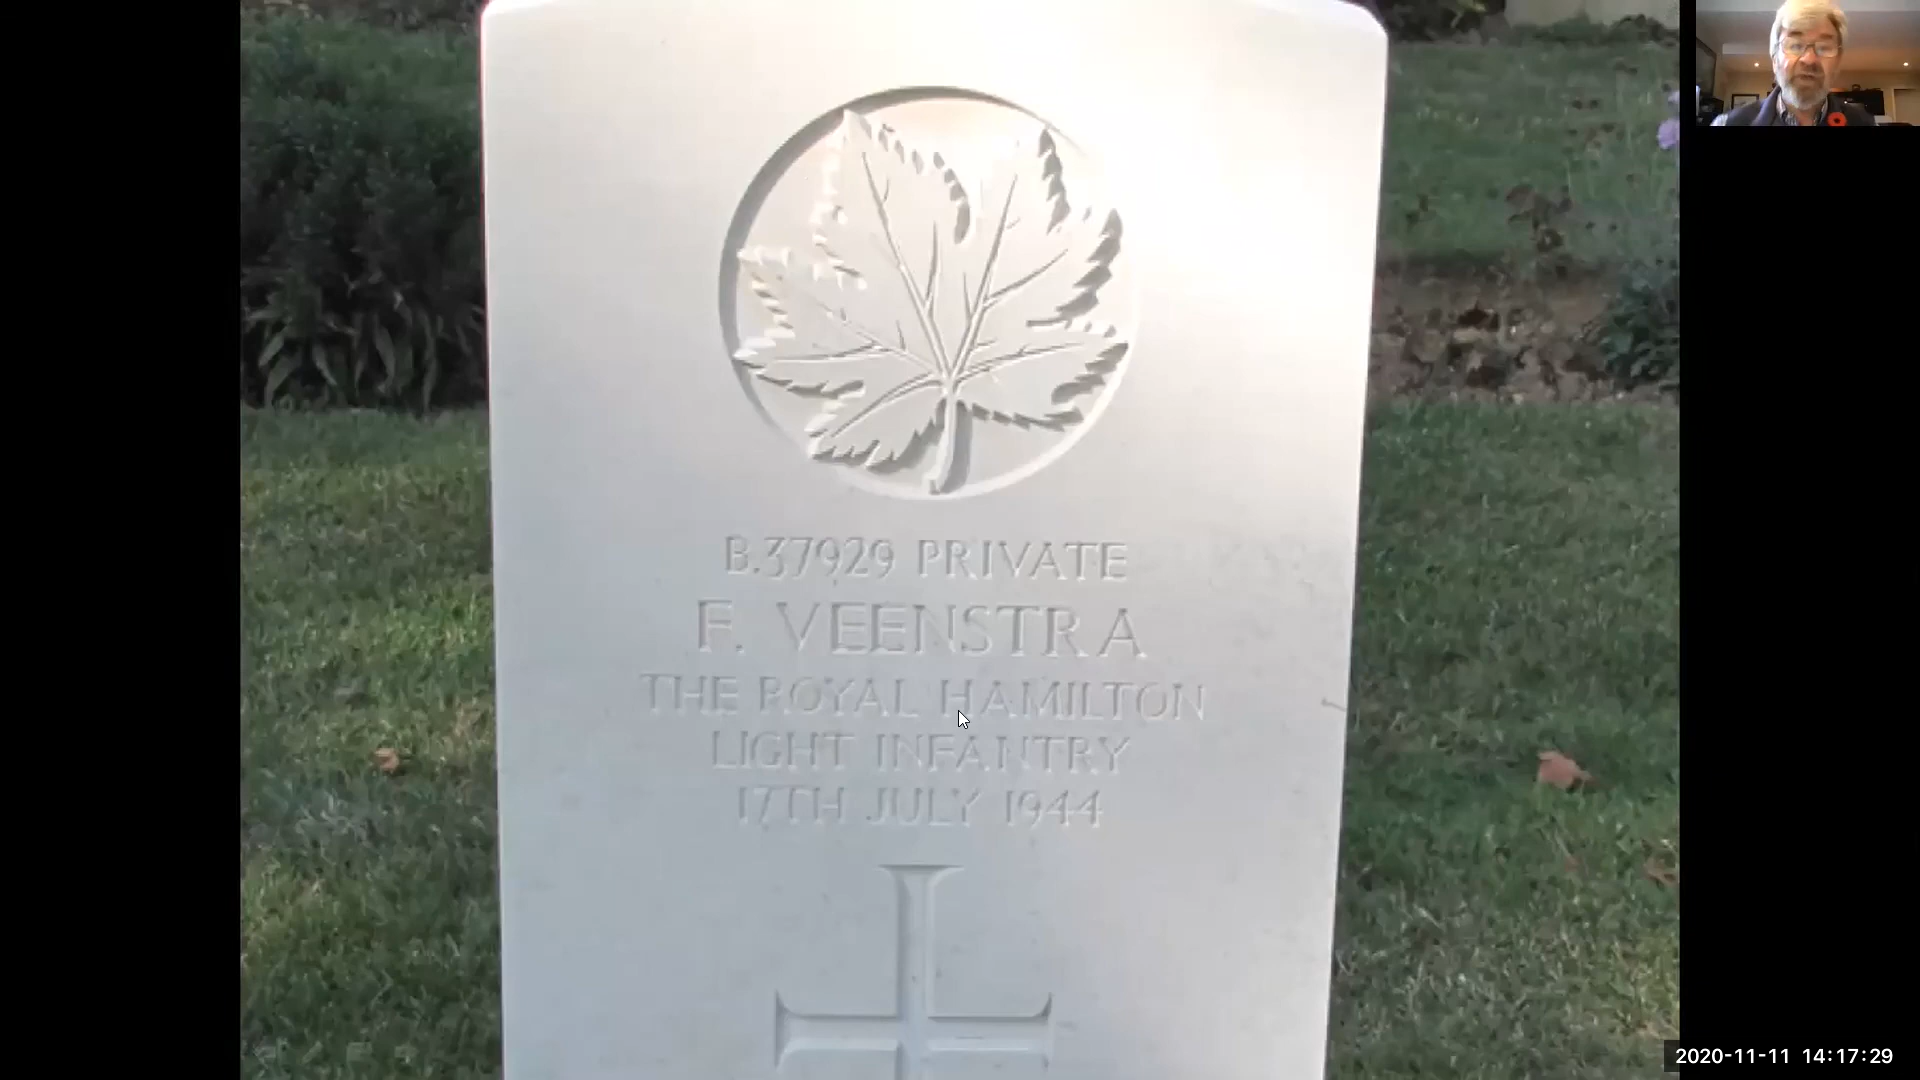 B.37929 PRIVATE
F. VEENSTRA
THE ROYAL HAMILTON
LIGHT INFANTRY
17TH JULY 1944
2020-11-11 14:17:29